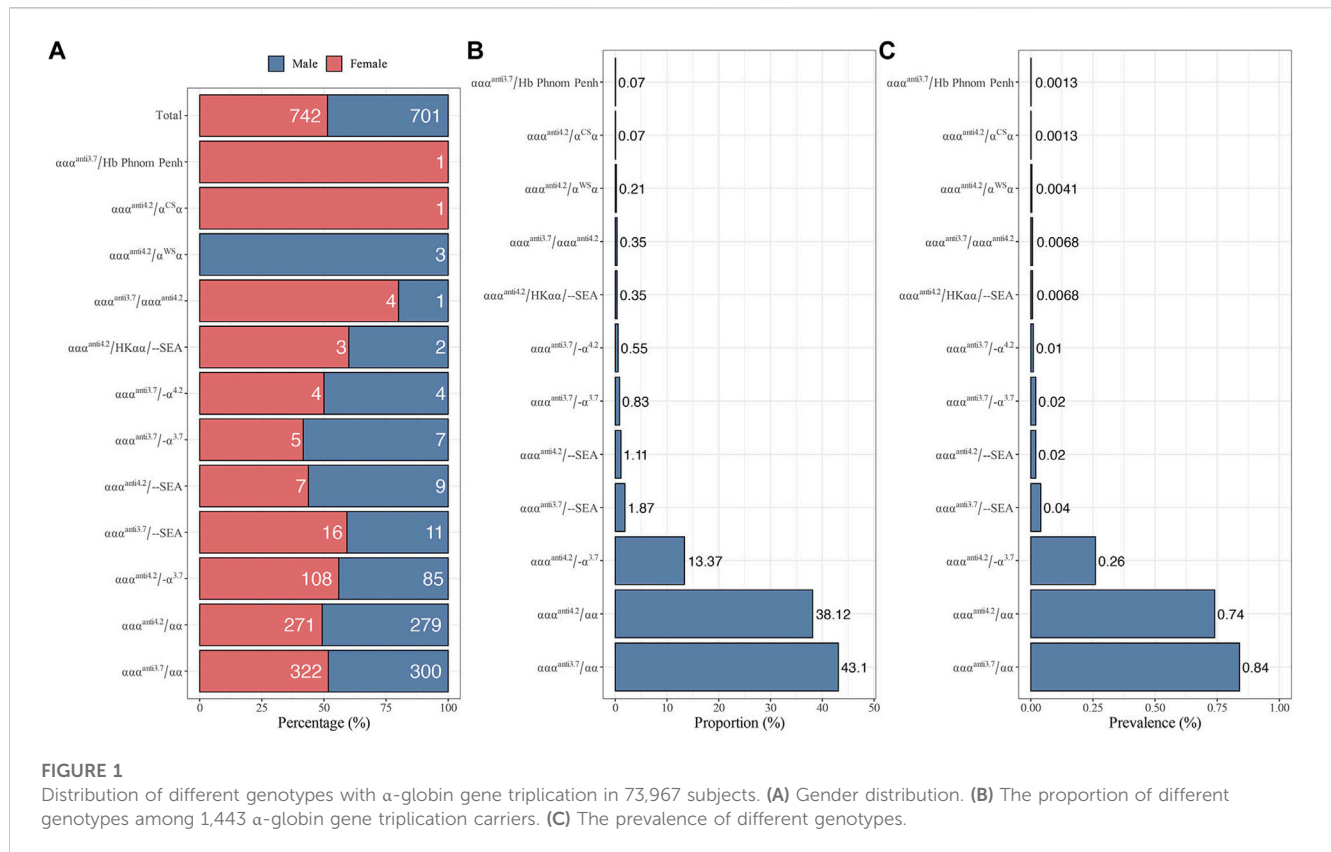 A
Male Female
Total 742 701
αααᵃⁿᵗⁱ³·⁷/Hb Phnom Penh 1
αααᵃⁿᵗⁱ⁴·²/αᶜˢα 1
αααᵃⁿᵗⁱ⁴·²/αᵂˢα 3
αααᵃⁿᵗⁱ³·⁷/αααᵃⁿᵗⁱ⁴·² 4 1
αααᵃⁿᵗⁱ⁴·²/HKαα/--SEA 3 2
αααᵃⁿᵗⁱ³·⁷/-α⁴·² 4 4
αααᵃⁿᵗⁱ³·⁷/-α³·⁷ 5 7
αααᵃⁿᵗⁱ⁴·²/--SEA 7 9
αααᵃⁿᵗⁱ³·⁷/--SEA 16 11
αααᵃⁿᵗⁱ⁴·²/-α³·⁷ 108 85
αααᵃⁿᵗⁱ⁴·²/αα 271 279
αααᵃⁿᵗⁱ³·⁷/αα 322 300
0 25 50 75 100
Percentage (%)
B
αααᵃⁿᵗⁱ³·⁷/Hb Phnom Penh 0.07
αααᵃⁿᵗⁱ⁴·²/αᶜˢα 0.07
αααᵃⁿᵗⁱ⁴·²/αᵂˢα 0.21
αααᵃⁿᵗⁱ³·⁷/αααᵃⁿᵗⁱ⁴·² 0.35
αααᵃⁿᵗⁱ⁴·²/HKαα/--SEA 0.35
αααᵃⁿᵗⁱ³·⁷/-α⁴·² 0.55
αααᵃⁿᵗⁱ³·⁷/-α³·⁷ 0.83
αααᵃⁿᵗⁱ⁴·²/--SEA 1.11
αααᵃⁿᵗⁱ³·⁷/--SEA 1.87
αααᵃⁿᵗⁱ⁴·²/-α³·⁷ 13.37
αααᵃⁿᵗⁱ⁴·²/αα 38.12
αααᵃⁿᵗⁱ³·⁷/αα 43.1
0 10 20 30 40 50
Proportion (%)
C
αααᵃⁿᵗⁱ³·⁷/Hb Phnom Penh 0.0013
αααᵃⁿᵗⁱ⁴·²/αᶜˢα 0.0013
αααᵃⁿᵗⁱ⁴·²/αᵂˢα 0.0041
αααᵃⁿᵗⁱ³·⁷/αααᵃⁿᵗⁱ⁴·² 0.0068
αααᵃⁿᵗⁱ⁴·²/HKαα/--SEA 0.0068
αααᵃⁿᵗⁱ³·⁷/-α⁴·² 0.01
αααᵃⁿᵗⁱ³·⁷/-α³·⁷ 0.02
αααᵃⁿᵗⁱ⁴·²/--SEA 0.02
αααᵃⁿᵗⁱ³·⁷/--SEA 0.04
αααᵃⁿᵗⁱ⁴·²/-α³·⁷ 0.26
αααᵃⁿᵗⁱ⁴·²/αα 0.74
αααᵃⁿᵗⁱ³·⁷/αα 0.84
0.00 0.25 0.50 0.75 1.00
Prevalence (%)
FIGURE 1
Distribution of different genotypes with α-globin gene triplication in 73,967 subjects. (A) Gender distribution. (B) The proportion of different
genotypes among 1,443 α-globin gene triplication carriers. (C) The prevalence of different genotypes.